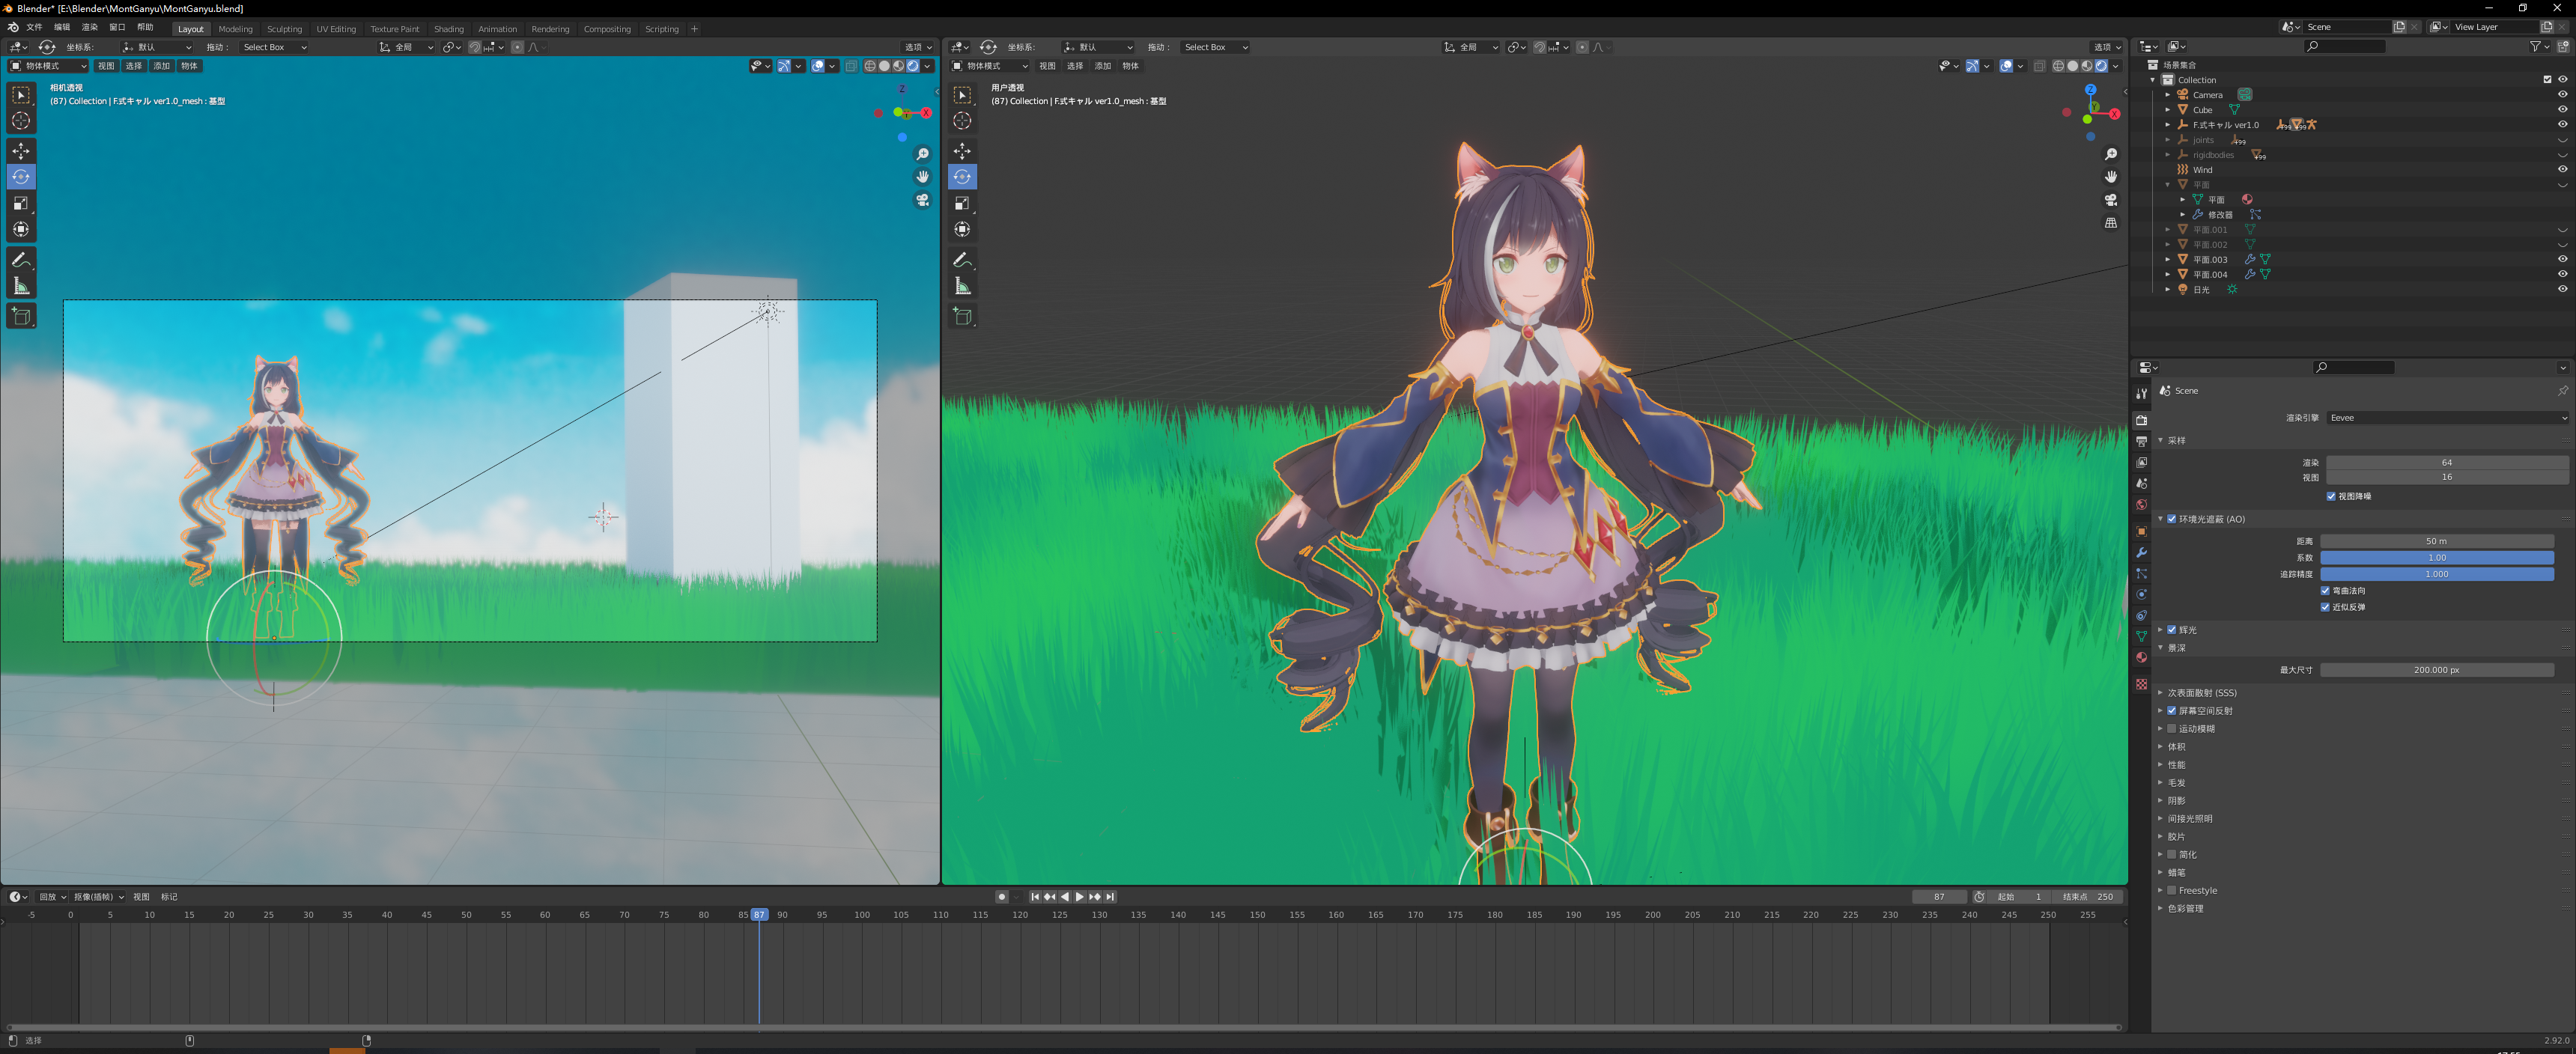 Blender* [E:\Blender\MontGanyu\MontGanyu.blend]
文件 编辑 渲染 窗口 帮助 Layout Modeling Sculpting UV Editing Texture Paint Shading Animation Rendering Compositing Scripting + Scene View Layer
坐标系: 默认 拖动: Select Box 全局 选项
物体模式 视图 选择 添加 物体
相机透视
(87) Collection | F.式キャル ver1.0_mesh : 基型
Z
X
坐标系: 默认 拖动: Select Box 全局 选项
物体模式 视图 选择 添加 物体
用户透视
(87) Collection | F.式キャル ver1.0_mesh : 基型
Z
X
场景集合
Collection
Camera
Cube
F.式キャル ver1.0
joints
rigidbodies
Wind
平面
平面
修改器
平面.001
平面.002
平面.003
平面.004
日光
Scene
渲染引擎 Eevee
采样
渲染 64
视图 16
视图降噪
环境光遮蔽 (AO)
距离 50 m
系数 1.00
追踪精度 1.000
弯曲法向
近似反弹
辉光
景深
最大尺寸 200.000 px
次表面散射 (SSS)
屏幕空间反射
运动模糊
体积
性能
毛发
阴影
间接光照明
胶片
简化
蜡笔
Freestyle
色彩管理
回放 抠像(插帧) 视图 标记 87 起始 1 结束点 250
-5 0 5 10 15 20 25 30 35 40 45 50 55 60 65 70 75 80 85 87 90 95 100 105 110 115 120 125 130 135 140 145 150 155 160 165 170 175 180 185 190 195 200 205 210 215 220 225 230 235 240 245 250 255
选择 2.92.0